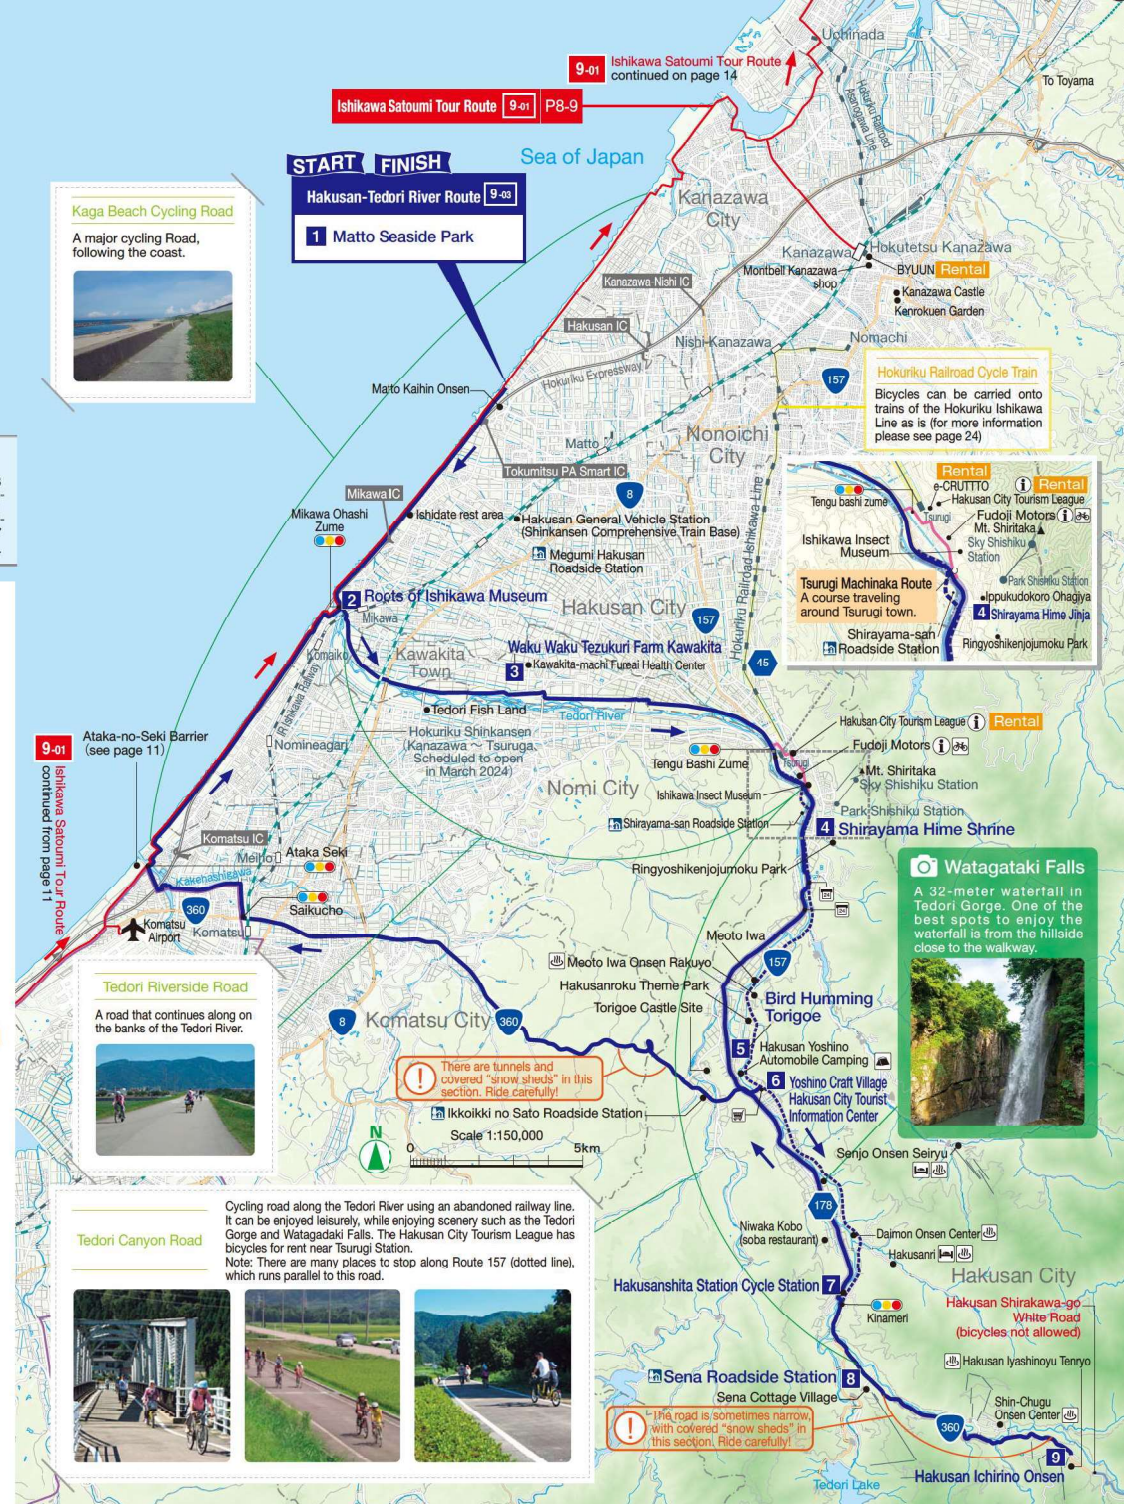 Uchinada
9-01
Ishikawa Satoumi Tour Route
continued on page 14
To Toyama
Ishikawa Satoumi Tour Route 9-01 P8-9
Hokuriku Railroad
Asanogawa Line
Sea of Japan
START FINISH
Hakusan-Tedori River Route 9-03
1 Matto Seaside Park
Kaga Beach Cycling Road
A major cycling Road,
following the coast.
Kanazawa
City
Kanazawa
Hokutetsu Kanazawa
Montbell Kanazawa
shop
BYUUN Rental
Kanazawa Castle
Kenrokuen Garden
Kanazawa-Nishi IC
Hakusan IC
Nishi-Kanazawa
Nomachi
Hokuriku Expressway
157
Hokuriku Railroad Cycle Train
Bicycles can be carried onto
trains of the Hokuriku Ishikawa
Line as is (for more information
please see page 24)
Matto Kaihin Onsen
Matto
Nonoichi
City
Tokumitsu PA Smart IC
8
Mikawa IC
Mikawa Ohashi
Zume
Ishidate rest area
Hakusan General Vehicle Station
(Shinkansen Comprehensive Train Base)
Megumi Hakusan
Roadside Station
Hokuriku Railroad Ishikawa Line
Rental
e-CRUTTTO
Rental
Tengu bashi zume
Hakusan City Tourism League
Tsurugi
Fudoji Motors
Mt. Shiritaka
Sky Shishiku
Station
Ishikawa Insect
Museum
Park Shishiku Station
Tsurugi Machinaka Route
A course traveling
around Tsurugi town.
Ippukudokoro Ohagiya
4 Shirayama Hime Jinja
Shirayama-san
Roadside Station
Ringyoshikenjojumoku Park
2 Roots of Ishikawa Museum
Mikawa
Hakusan City
157
Komaiko
Kawakita
Town
Waku Waku Tezukuri Farm Kawakita
3
Kawakita-machi Fureai Health Center
45
IR Ishikawa Railway
Tedori Fish Land
Tedori River
Hokuriku Shinkansen
(Kanazawa ～ Tsuruga.
Scheduled to open
in March 2024)
Nomineagari
9-01
Ishikawa Satoumi Tour Route
continued from page 11
Ataka-no-Seki Barrier
(see page 11)
Hakusan City Tourism League
Rental
Fudoji Motors
Tengu Bashi Zume
Tsurugi
Mt. Shiritaka
Sky Shishiku Station
Nomi City
Ishikawa Insect Museum
Park Shishiku Station
Shirayama-san Roadside Station
4 Shirayama Hime Shrine
Ringyoshikenjojumoku Park
Komatsu IC
Meiho
Ataka Seki
Kakehashigawa
360
Saikucho
Komatsu
Airport
Komatsu
Watagataki Falls
A 32-meter waterfall in
Tedori Gorge. One of the
best spots to enjoy the
waterfall is from the hillside
close to the walkway.
Meoto Iwa
157
Meoto Iwa Onsen Rakuyo
Hakusanroku Theme Park
Torigoe Castle Site
Bird Humming
Torigoe
5
Hakusan Yoshino
Automobile Camping
6 Yoshino Craft Village
Hakusan City Tourist
Information Center
Tedori Riverside Road
A road that continues along on
the banks of the Tedori River.
8
Komatsu City
360
There are tunnels and
covered "snow sheds" in this
section. Ride carefully!
Ikkoikki no Sato Roadside Station
N
Scale 1:150,000
0 5km
Senjo Onsen Seiryu
178
Niwaka Kobo
(soba restaurant)
Daimon Onsen Center
Hakusanri
Hakusan City
Hakusanshita Station Cycle Station 7
Kinameri
Hakusan Shirakawa-go
White Road
(bicycles not allowed)
Hakusan Iyashinoyu Tenryo
Tedori Canyon Road
Cycling road along the Tedori River using an abandoned railway line.
It can be enjoyed leisurely, while enjoying scenery such as the Tedori
Gorge and Watagadaki Falls. The Hakusan City Tourism League has
bicycles for rent near Tsurugi Station.
Note: There are many places to stop along Route 157 (dotted line),
which runs parallel to this road.
Sena Roadside Station 8
Sena Cottage Village
The road is sometimes narrow,
with covered "snow sheds" in
this section. Ride carefully!
Shin-Chugu
Onsen Center
360
9
Hakusan Ichirino Onsen
Tedori Lake